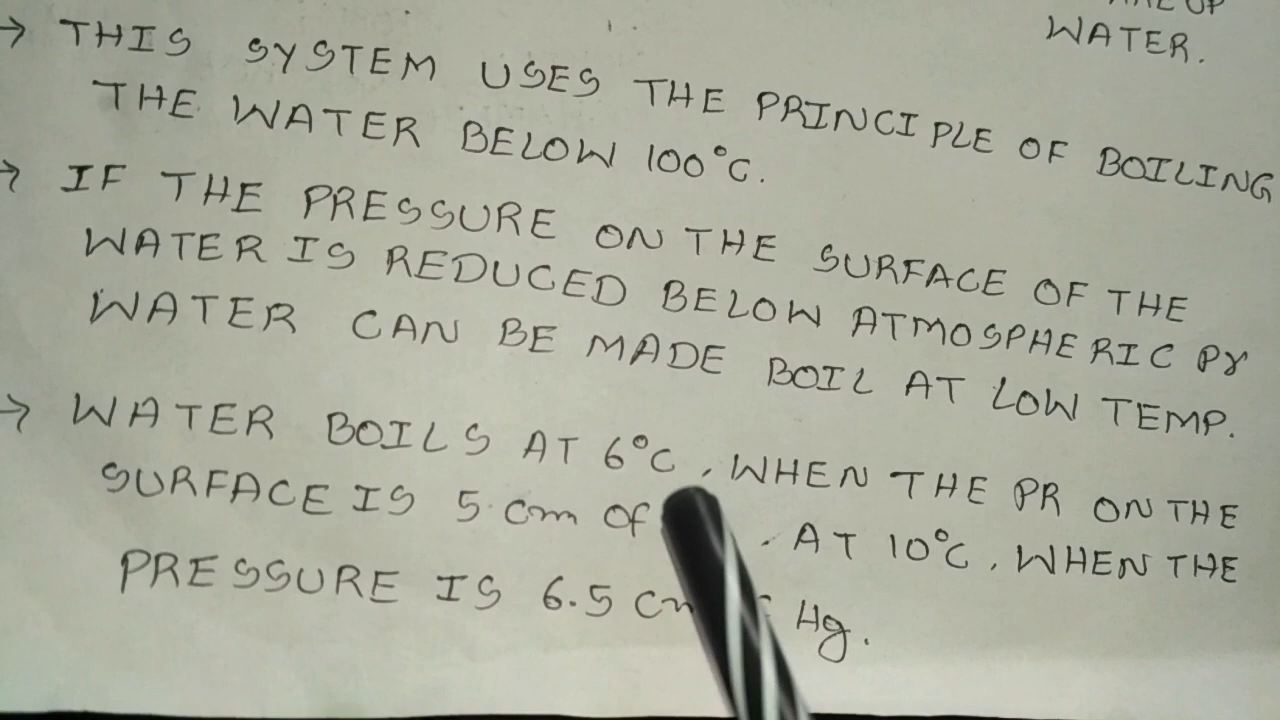 WATER.
→ THIS SYSTEM USES THE PRINCIPLE OF BOILING
THE WATER BELOW 100°C.
→ IF THE PRESSURE ON THE SURFACE OF THE
WATER IS REDUCED BELOW ATMOSPHERIC Pr
WATER CAN BE MADE BOIL AT LOW TEMP.
→ WATER BOILS AT 6°C, WHEN THE PR ON THE
SURFACE IS 5 cm OF . AT 10°C, WHEN THE
PRESSURE IS 6.5 Hg.